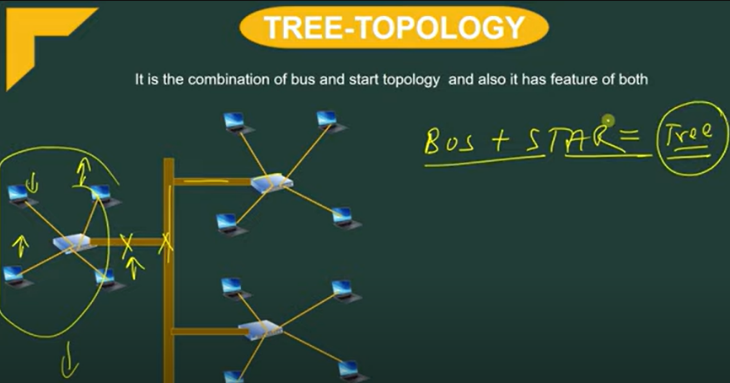 TREE-TOPOLOGY
It is the combination of bus and start topology and also it has feature of both
BUS + STAR = Tree